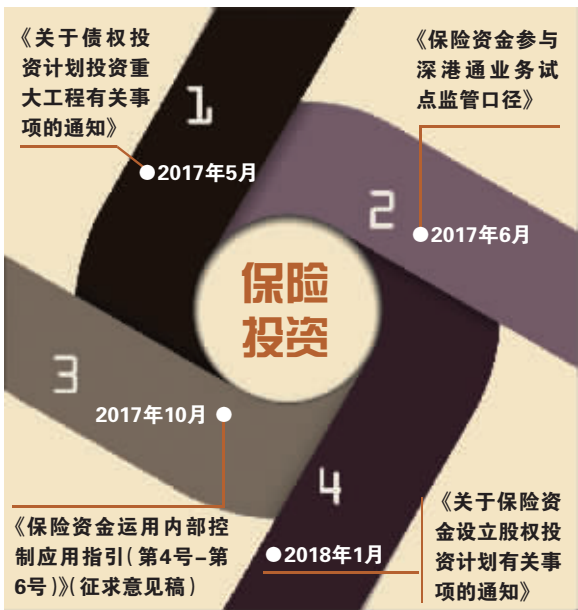 《关于债权投
资计划投资重
大工程有关事
项的通知》
1
2017年5月
《保险资金参与
深港通业务试
点监管口径》
2
2017年6月
保险
投资
3
2017年10月
《保险资金运用内部控
制应用指引(第4号-第
6号)》(征求意见稿)
4
2018年1月
《关于保险资
金设立股权投
资计划有关事
项的通知》